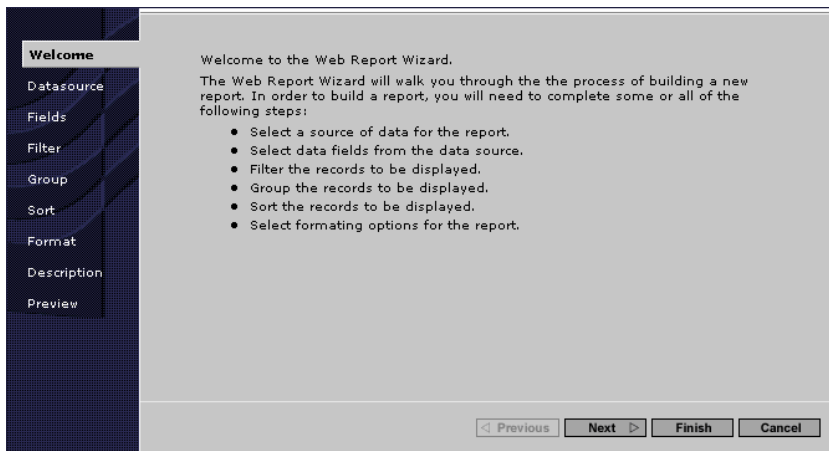 Welcome
Datasource
Fields
Filter
Group
Sort
Format
Description
Preview
Welcome to the Web Report Wizard.
The Web Report Wizard will walk you through the the process of building a new
report. In order to build a report, you will need to complete some or all of the
following steps:
● Select a source of data for the report.
● Select data fields from the data source.
● Filter the records to be displayed.
● Group the records to be displayed.
● Sort the records to be displayed.
● Select formating options for the report.
Previous Next Finish Cancel